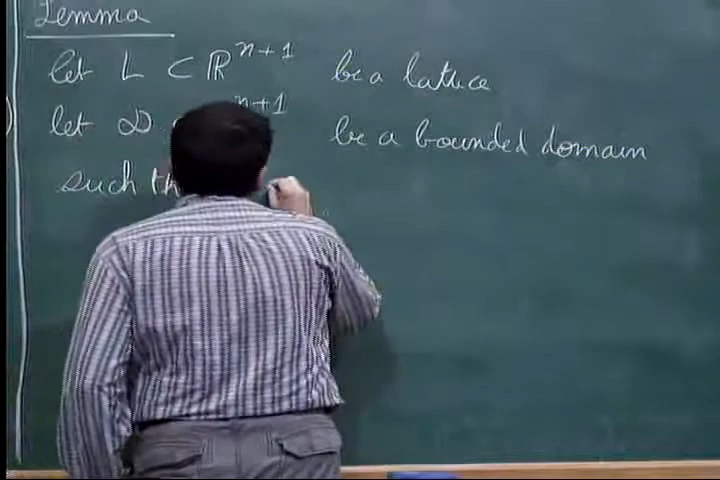 Lemma
let L ⊂ ℝ^{n+1} be a lattice
let 𝒟 n+1 be a bounded domain
such th